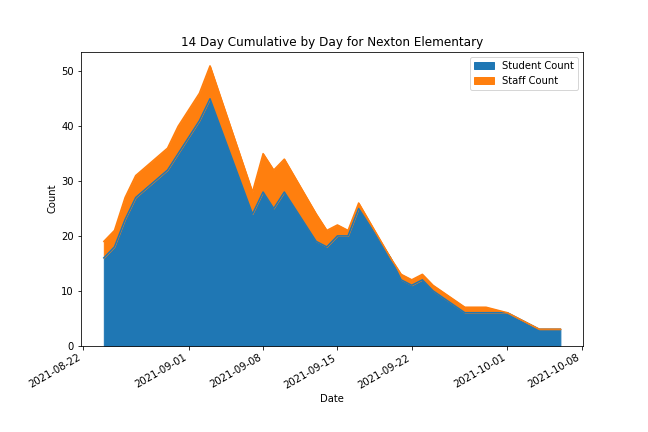 14 Day Cumulative by Day for Nexton Elementary
Student Count
Staff Count
50
40
30
20
10
0
Count
2021-08-22
2021-09-01
2021-09-08
2021-09-15
2021-09-22
2021-10-01
2021-10-08
Date